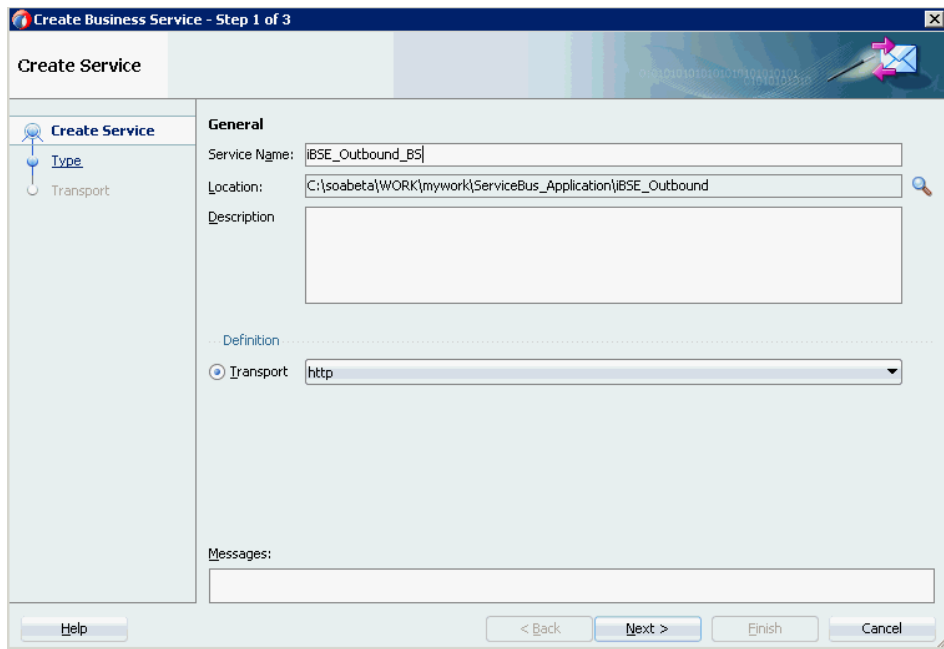 Create Business Service - Step 1 of 3
Create Service
Create Service
Type
Transport
General
Service Name: iBSE_Outbound_BS
Location: C:\soabeta\WORK\mywork\ServiceBus_Application\iBSE_Outbound
Description
Definition
Transport http
Messages:
Help < Back Next > Finish Cancel